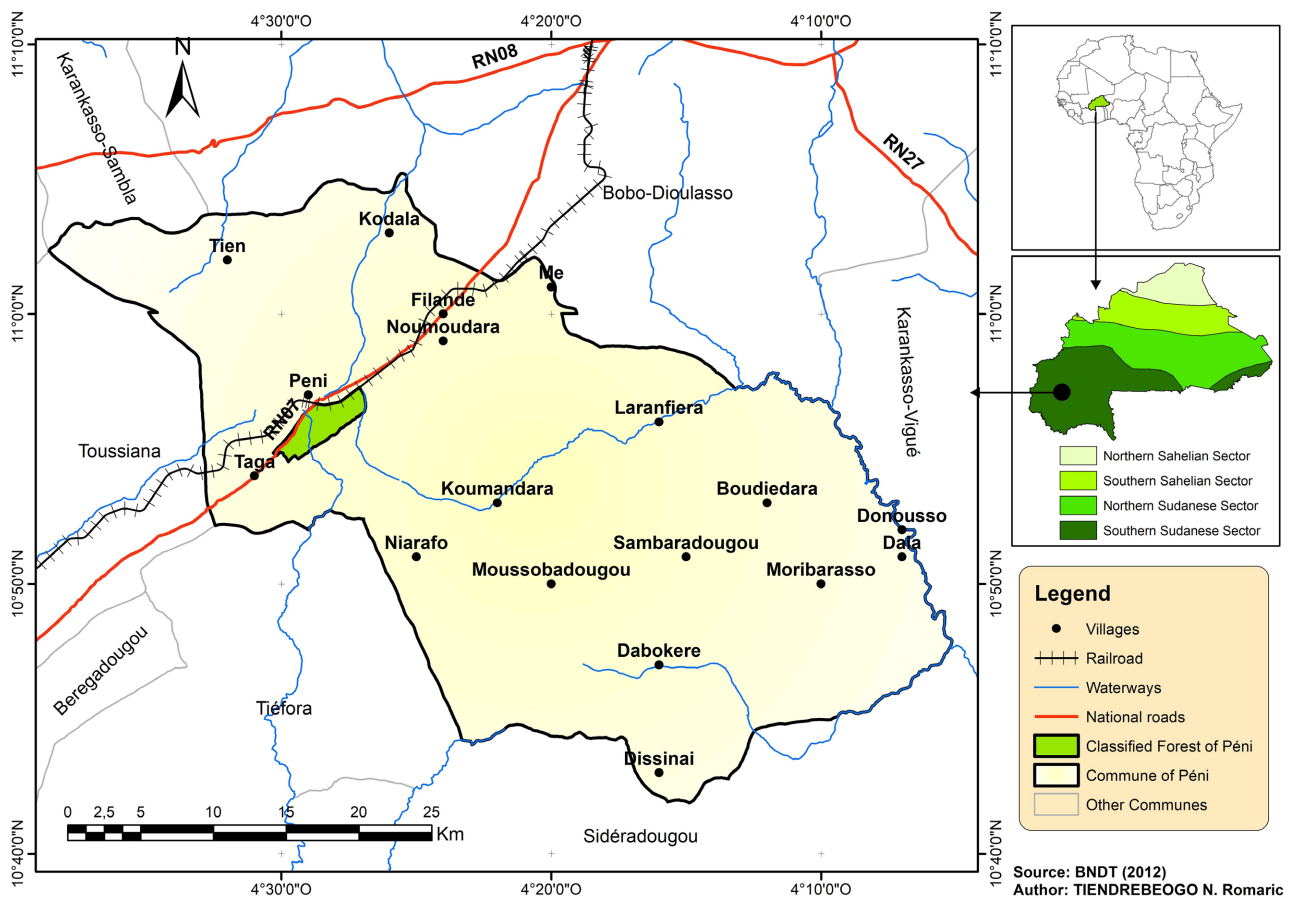 4°30'0"O
4°20'0"O
4°10'0"O
11°10'0"N
11°10'0"N
N
RN08
Karankasso-Sambla
RN27
Bobo-Dioulasso
Kodala
Tien
Me
Filande
11°0'0"N
11°0'0"N
Noumoudara
Karankasso-Vigué
Peni
RN07
Laranfiera
Toussiana
Taga
Koumandara
Boudiedara
Donousso
Niarafo
Sambaradougou
Dala
Moussobadougou
Moribarasso
10°50'0"N
10°50'0"N
Dabokere
Beregadougou
Tiéfora
Dissinai
0 2,5 5 10 15 20 25
Km
Sidéradougou
10°40'0"N
10°40'0"N
4°30'0"O
4°20'0"O
4°10'0"O
Northern Sahelian Sector
Southern Sahelian Sector
Northern Sudanese Sector
Southern Sudanese Sector
Legend
Villages
Railroad
Waterways
National roads
Classified Forest of Péni
Commune of Péni
Other Communes
Source: BNDT (2012)
Author: TIENDREBEOGO N. Romaric